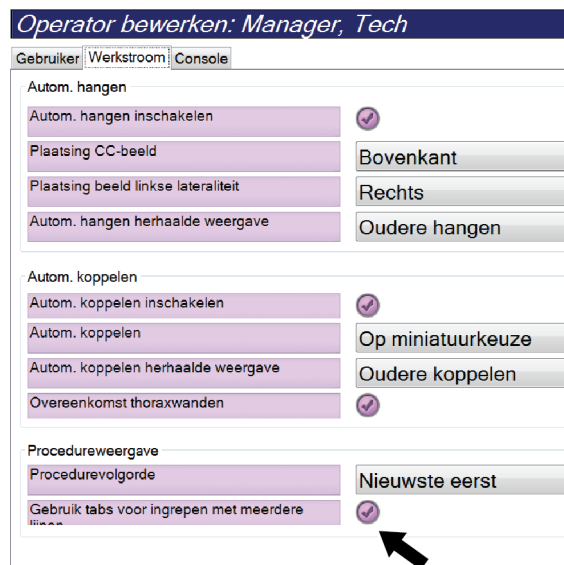 Operator bewerken: Manager, Tech
Gebruiker Werkstroom Console
Autom. hangen
Autom. hangen inschakelen
Plaatsing CC-beeld Bovenkant
Plaatsing beeld linkse lateraliteit Rechts
Autom. hangen herhaalde weergave Oudere hangen
Autom. koppelen
Autom. koppelen inschakelen
Autom. koppelen Op miniatuurkeuze
Autom. koppelen herhaalde weergave Oudere koppelen
Overeenkomst thoraxwanden
Procedureweergave
Procedurevolgorde Nieuwste eerst
Gebruik tabs voor ingrepen met meerdere